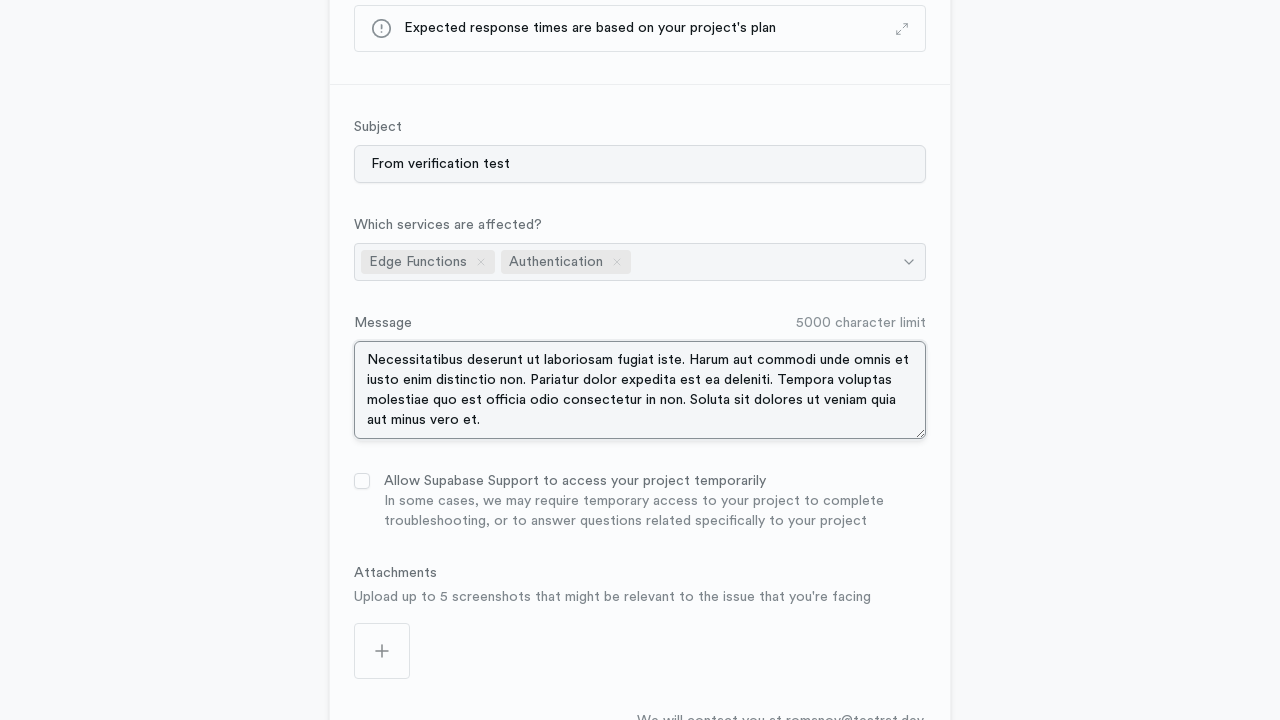 Expected response times are based on your project's plan
Subject
From verification test
Which services are affected?
Edge Functions
Authentication
Message
5000 character limit
Necessitatibus deserunt ut laboriosam fugiat iste. Harum aut commodi unde omnis et
iusto enim distinctio non. Pariatur dolor expedita est ea deleniti. Tempora voluptas
molestiae quo est officia odio consectetur in non. Soluta sit dolores ut veniam quia
aut minus vero et.
Allow Supabase Support to access your project temporarily
In some cases, we may require temporary access to your project to complete
troubleshooting, or to answer questions related specifically to your project
Attachments
Upload up to 5 screenshots that might be relevant to the issue that you're facing
We will contact you at